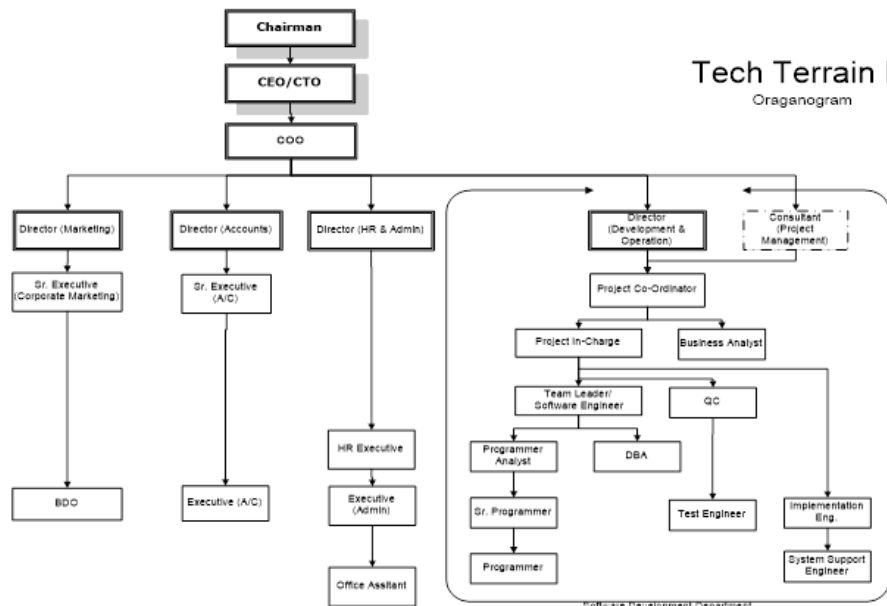 Chairman
CEO/CTO
Tech Terrain
Oraganogram
COO
Director (Marketing)
Director (Accounts)
Director (HR & Admin)
Director
(Development &
Operation)
Consultant
(Project
Management)
Sr. Executive
(Corporate Marketing)
Sr. Executive
(A/C)
Project Co-Ordinator
Project In-Charge
Business Analyst
Team Leader/
Software Engineer
QC
HR Executive
Programmer
Analyst
DBA
BDO
Executive (A/C)
Executive
(Admin)
Sr. Programmer
Test Engineer
Implementation
Eng.
Office Assitant
Programmer
System Support
Engineer
Software Development Department